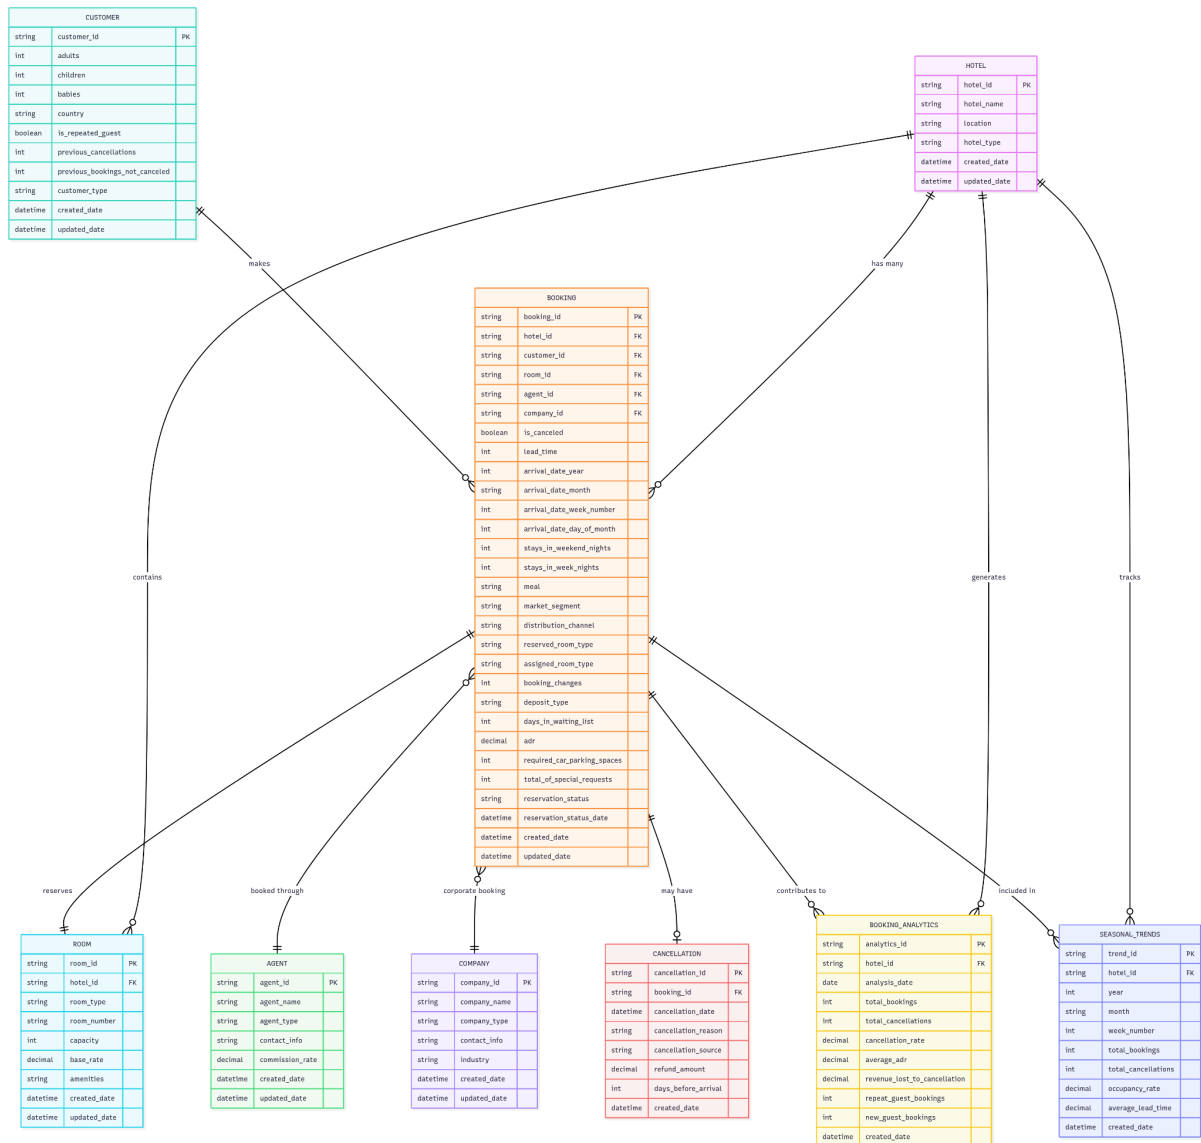 CUSTOMER
string customer_id PK
int adults
int children
int babies
string country
boolean is_repeated_guest
int previous_cancellations
int previous_bookings_not_canceled
string customer_type
datetime created_date
datetime updated_date
HOTEL
string hotel_id PK
string hotel_name
string location
string hotel_type
datetime created_date
datetime updated_date
makes
has many
BOOKING
string booking_id PK
string hotel_id FK
string customer_id FK
string room_id FK
string agent_id FK
string company_id FK
boolean is_canceled
int lead_time
int arrival_date_year
string arrival_date_month
int arrival_date_week_number
int arrival_date_day_of_month
int stays_in_weekend_nights
int stays_in_week_nights
string meal
string market_segment
string distribution_channel
string reserved_room_type
string assigned_room_type
int booking_changes
string deposit_type
int days_in_waiting_list
decimal adr
int required_car_parking_spaces
int total_of_special_requests
string reservation_status
datetime reservation_status_date
datetime created_date
datetime updated_date
contains
generates
tracks
reserves
booked through
corporate booking
may have
contributes to
included in
ROOM
string room_id PK
string hotel_id FK
string room_type
string room_number
int capacity
decimal base_rate
string amenities
datetime created_date
datetime updated_date
AGENT
string agent_id PK
string agent_name
string agent_type
string contact_info
decimal commission_rate
datetime created_date
datetime updated_date
COMPANY
string company_id PK
string company_name
string company_type
string contact_info
string industry
datetime created_date
datetime updated_date
CANCELLATION
string cancellation_id PK
string booking_id FK
datetime cancellation_date
string cancellation_reason
string cancellation_source
decimal refund_amount
int days_before_arrival
datetime created_date
BOOKING_ANALYTICS
string analytics_id PK
string hotel_id FK
date analysis_date
int total_bookings
int total_cancellations
decimal cancellation_rate
decimal average_adr
decimal revenue_lost_to_cancellation
int repeat_guest_bookings
int new_guest_bookings
datetime created_date
SEASONAL_TRENDS
string trend_id PK
string hotel_id FK
int year
string month
int week_number
int total_bookings
int total_cancellations
decimal occupancy_rate
decimal average_lead_time
datetime created_date